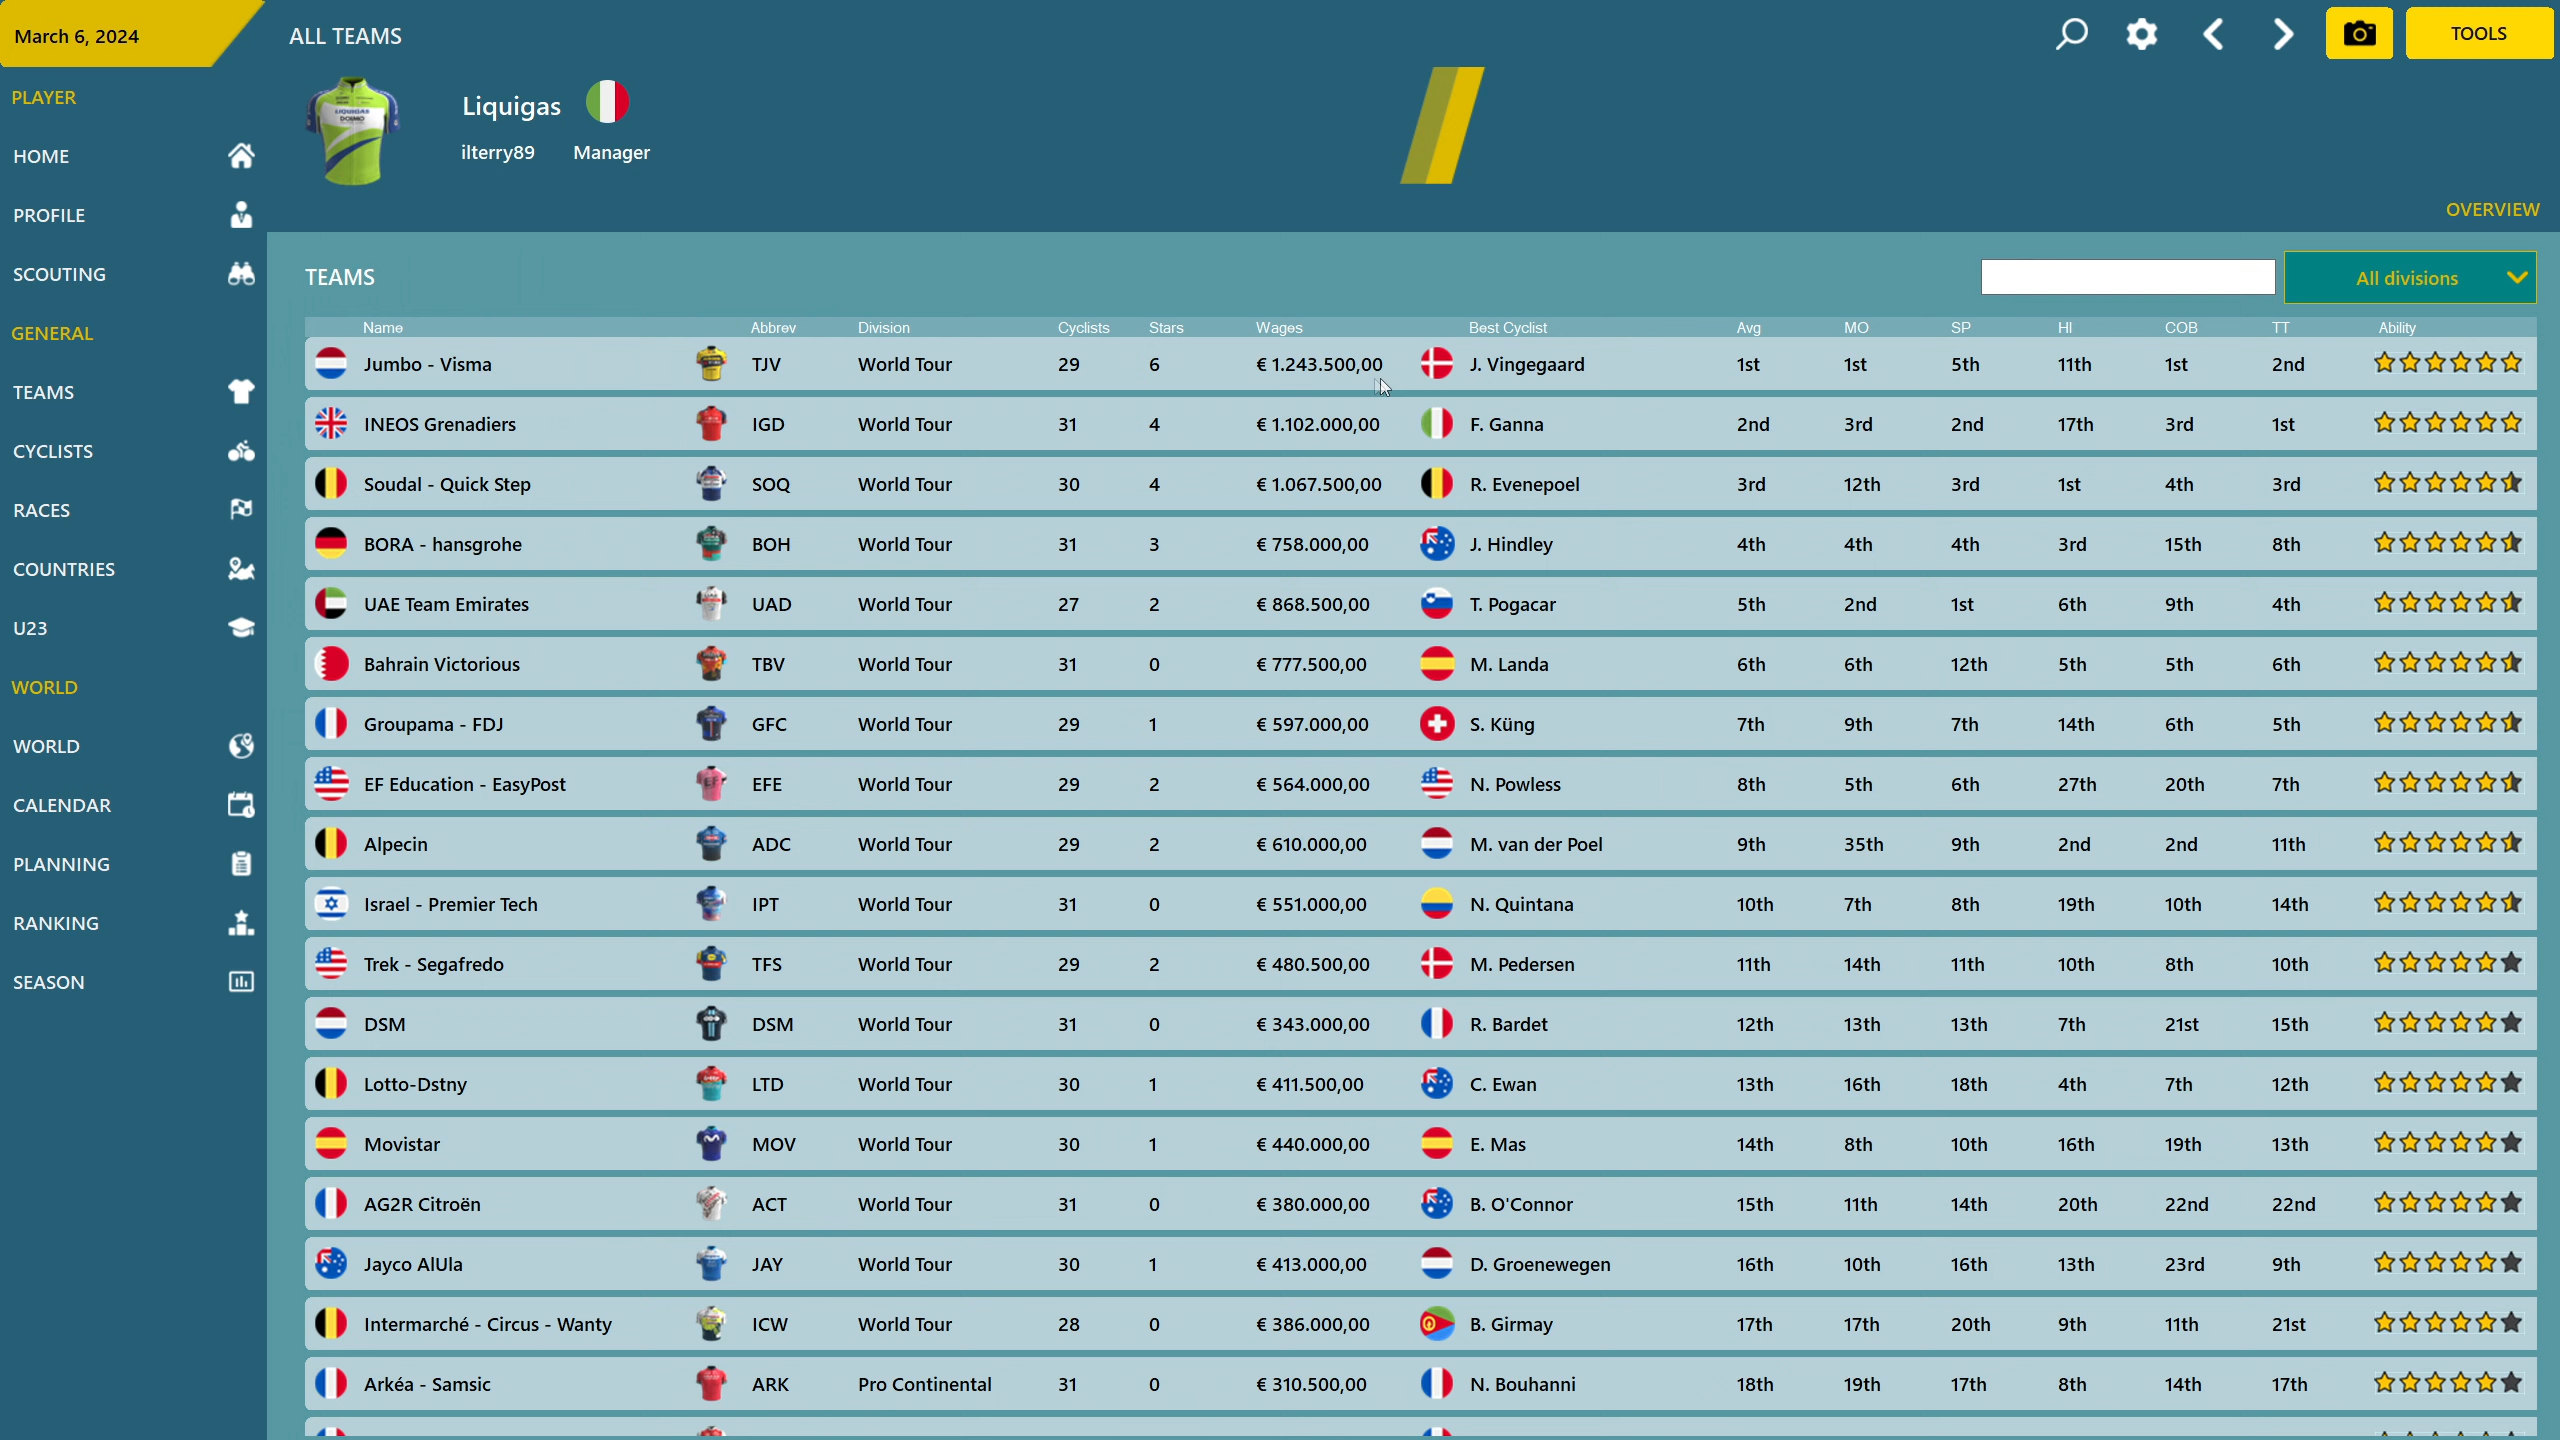 March 6, 2024
ALL TEAMS
TOOLS
PLAYER
HOME
PROFILE
SCOUTING
GENERAL
TEAMS
CYCLISTS
RACES
COUNTRIES
U23
WORLD
WORLD
CALENDAR
PLANNING
RANKING
SEASON
LIQUIGAS
DOIMO
Liquigas
ilterry89 Manager
OVERVIEW
TEAMS
All divisions
Name Abbrev Division Cyclists Stars Wages Best Cyclist Avg MO SP HI COB TT Ability
Jumbo - Visma TJV World Tour 29 6 € 1.243.500,00 J. Vingegaard 1st 1st 5th 11th 1st 2nd
INEOS Grenadiers IGD World Tour 31 4 € 1.102.000,00 F. Ganna 2nd 3rd 2nd 17th 3rd 1st
Soudal - Quick Step SOQ World Tour 30 4 € 1.067.500,00 R. Evenepoel 3rd 12th 3rd 1st 4th 3rd
BORA - hansgrohe BOH World Tour 31 3 € 758.000,00 J. Hindley 4th 4th 4th 3rd 15th 8th
UAE Team Emirates UAD World Tour 27 2 € 868.500,00 T. Pogacar 5th 2nd 1st 6th 9th 4th
Bahrain Victorious TBV World Tour 31 0 € 777.500,00 M. Landa 6th 6th 12th 5th 5th 6th
Groupama - FDJ GFC World Tour 29 1 € 597.000,00 S. Küng 7th 9th 7th 14th 6th 5th
EF Education - EasyPost EFE World Tour 29 2 € 564.000,00 N. Powless 8th 5th 6th 27th 20th 7th
Alpecin ADC World Tour 29 2 € 610.000,00 M. van der Poel 9th 35th 9th 2nd 2nd 11th
Israel - Premier Tech IPT World Tour 31 0 € 551.000,00 N. Quintana 10th 7th 8th 19th 10th 14th
Trek - Segafredo TFS World Tour 29 2 € 480.500,00 M. Pedersen 11th 14th 11th 10th 8th 10th
DSM DSM World Tour 31 0 € 343.000,00 R. Bardet 12th 13th 13th 7th 21st 15th
Lotto-Dstny LTD World Tour 30 1 € 411.500,00 C. Ewan 13th 16th 18th 4th 7th 12th
Movistar MOV World Tour 30 1 € 440.000,00 E. Mas 14th 8th 10th 16th 19th 13th
AG2R Citroën ACT World Tour 31 0 € 380.000,00 B. O'Connor 15th 11th 14th 20th 22nd 22nd
Jayco AlUla JAY World Tour 30 1 € 413.000,00 D. Groenewegen 16th 10th 16th 13th 23rd 9th
Intermarché - Circus - Wanty ICW World Tour 28 0 € 386.000,00 B. Girmay 17th 17th 20th 9th 11th 21st
Arkéa - Samsic ARK Pro Continental 31 0 € 310.500,00 N. Bouhanni 18th 19th 17th 8th 14th 17th